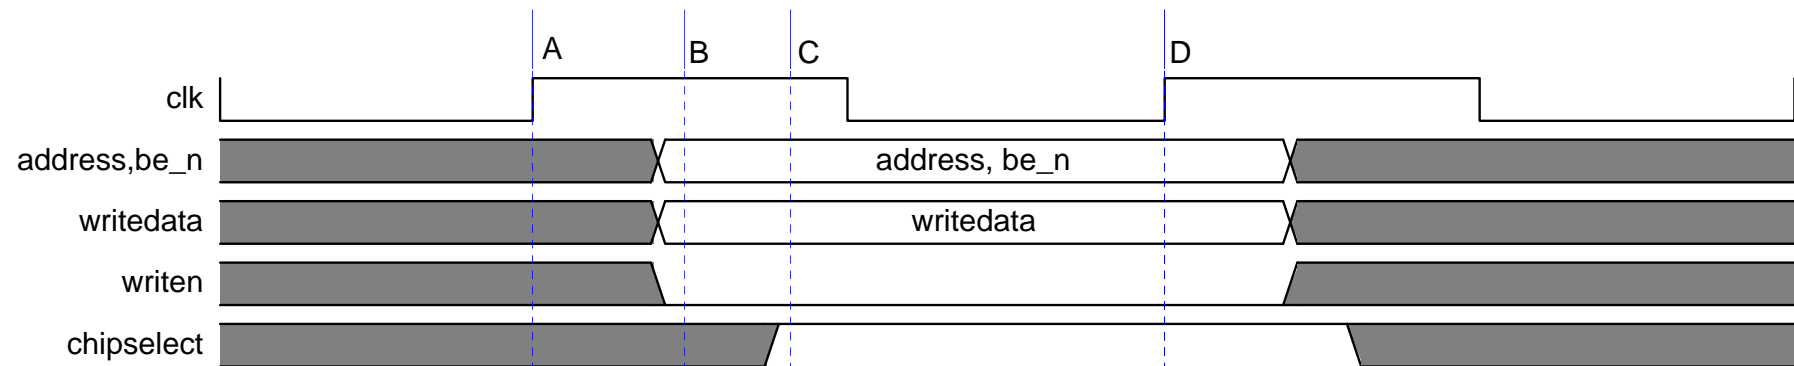 A B C D
clk
address,be_n address, be_n
writedata writedata
writen
chipselect